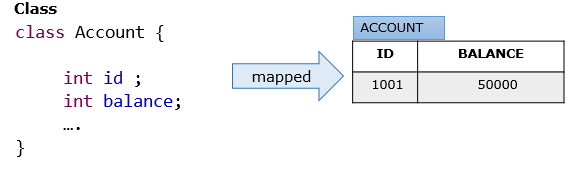 Class
class Account {
int id ;
int balance;
….
}
mapped
ACCOUNT
ID BALANCE
1001 50000